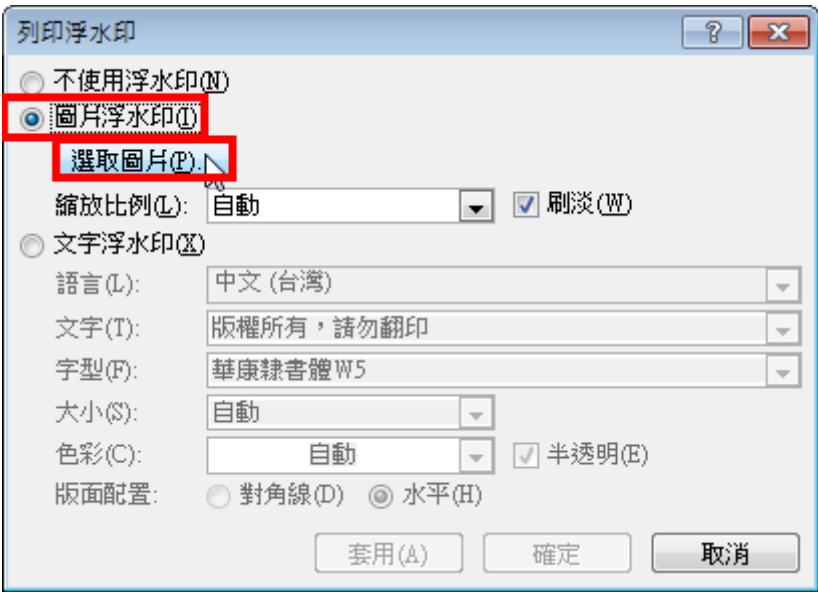 列印浮水印
不使用浮水印(N)
圖片浮水印(I)
選取圖片(P)..
縮放比例(L): 自動 刷淡(W)
文字浮水印(X)
語言(L): 中文 (台灣)
文字(T): 版權所有，請勿翻印
字型(F): 華康隸書體W5
大小(S): 自動
色彩(C): 自動 半透明(E)
版面配置: 對角線(D) 水平(H)
套用(A) 確定 取消